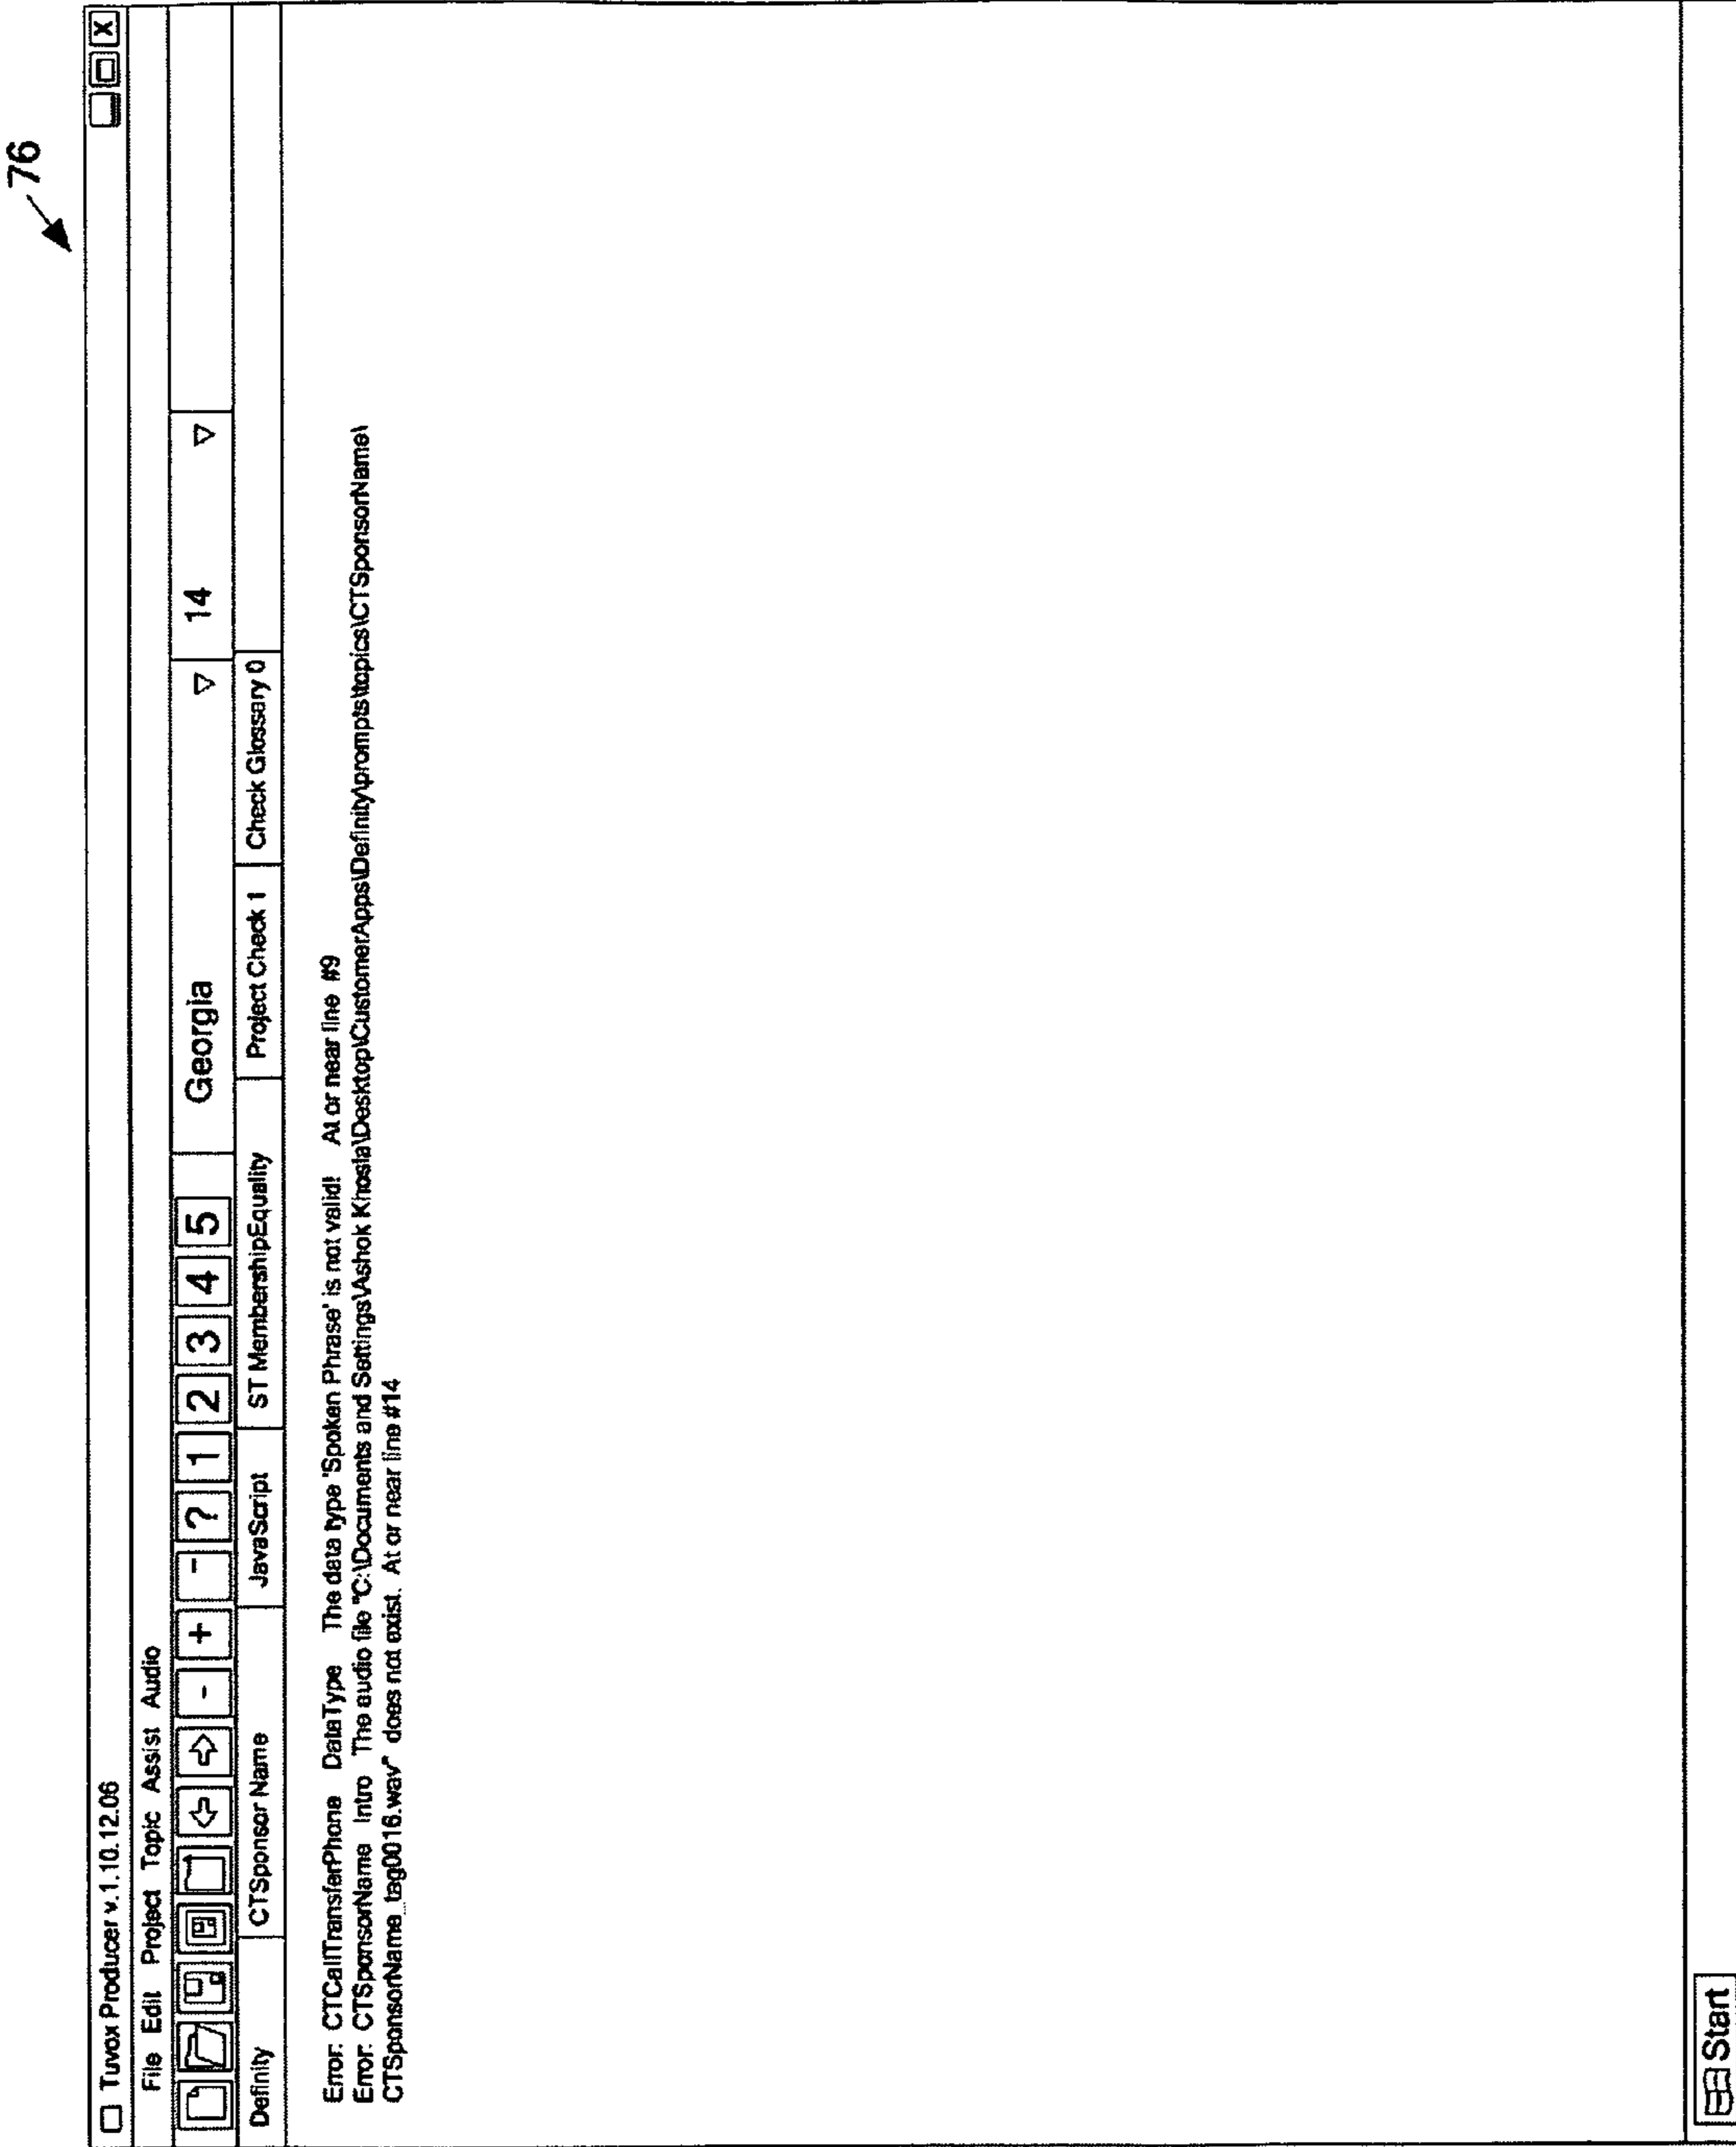 76
Tuvox Producer v.1.10.12.06
File Edit Project Topic Assist Audio
- + - ? 1 2 3 4 5 Georgia 14
Definity CTSponsor Name JavaScript ST MembershipEquality Project Check 1 Check Glossary 0
Error: CTCallTransferPhone DataType The data type 'Spoken Phrase' is not valid! At or near line #9
Error: CTSponsorName Intro The audio file "C:\Documents and Settings\Ashok Khosla\Desktop\CustomerApps\Definity\prompts\topics\CTSponsorName\
CTSponsorName_tag0016.wav" does not exist. At or near line #14
Start